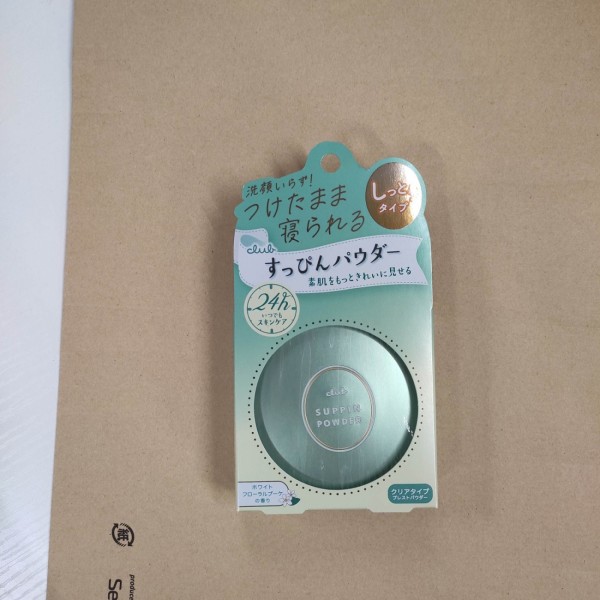 洗顔いらず!
つけたまま
寝られる
しっとり
タイプ
club
すっぴんパウダー
素肌をもっときれいに見せる
24h
いつでも
スキンケア
club
SUPPIN
POWDER
ホワイト
フローラルブーケ
の香り
クリアタイプ
プレストパウダー
紙
produc
Se